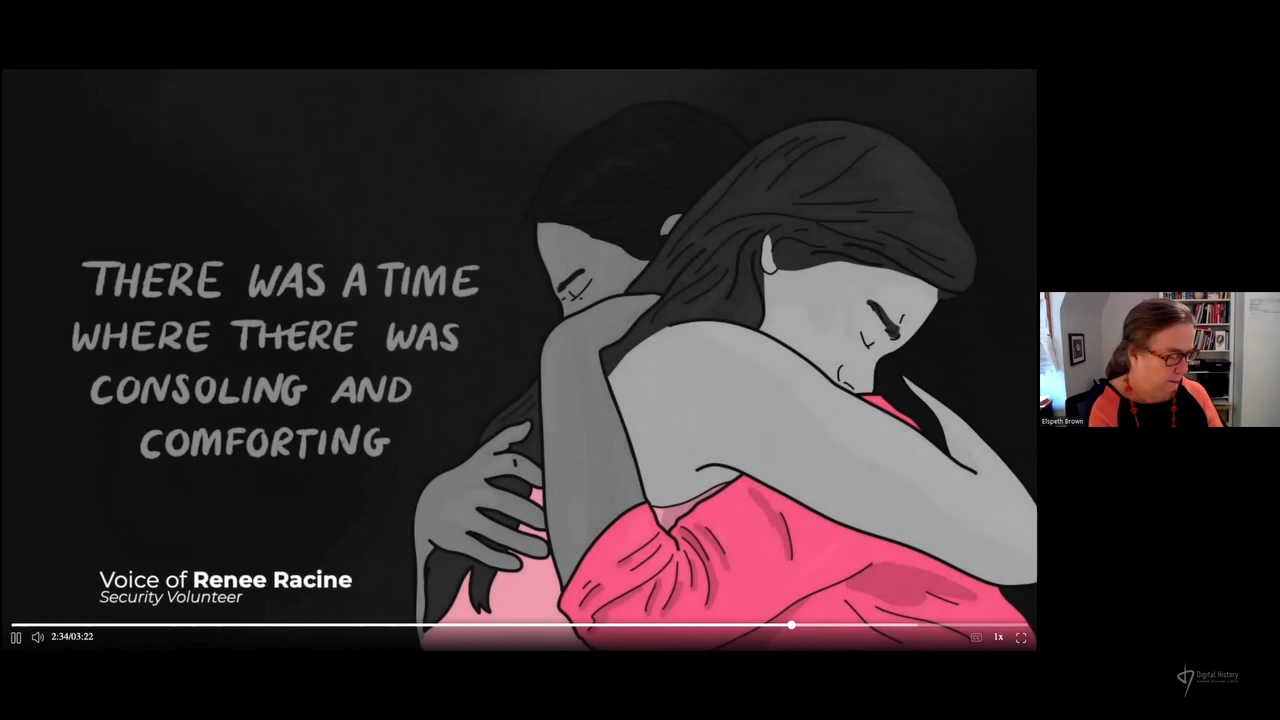 THERE WAS A TIME
WHERE THERE WAS
CONSOLING AND
COMFORTING
Voice of Renee Racine
Security Volunteer
2:34/03:22
CC
1x
Elspeth Brown
Digital History